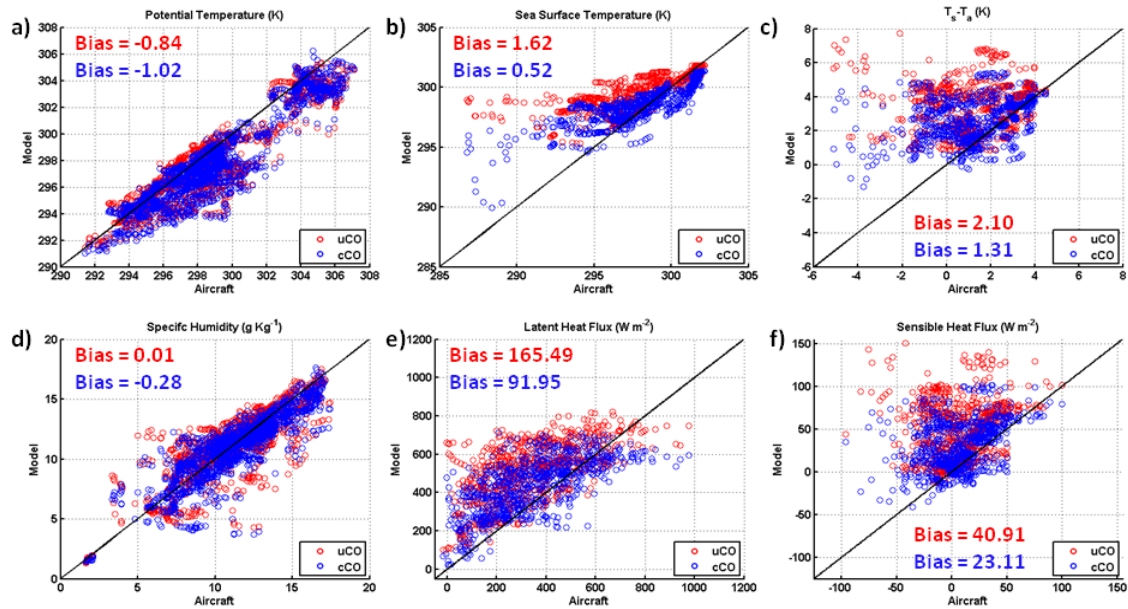 a)
Potential Temperature (K)
Bias = -0.84
Bias = -1.02
308
306
304
302
300
298
296
294
292
290
Model
290 292 294 296 298 300 302 304 306 308
Aircraft
uCO
cCO
b)
Sea Surface Temperature (K)
Bias = 1.62
Bias = 0.52
305
300
295
290
285
Model
285 290 295 300 305
Aircraft
uCO
cCO
c)
Ts-Ta (K)
8
6
4
2
0
-2
-4
-6
Model
Bias = 2.10
Bias = 1.31
-6 -4 -2 0 2 4 6 8
Aircraft
uCO
cCO
d)
Specifc Humidity (g Kg-1)
Bias = 0.01
Bias = -0.28
20
15
10
5
0
Model
0 5 10 15 20
Aircraft
uCO
cCO
e)
Latent Heat Flux (W m-2)
Bias = 165.49
Bias = 91.95
1200
1000
800
600
400
200
0
Model
0 200 400 600 800 1000 1200
Aircraft
uCO
cCO
f)
Sensible Heat Flux (W m-2)
150
100
50
0
-50
-100
Model
Bias = 40.91
Bias = 23.11
-100 -50 0 50 100 150
Aircraft
uCO
cCO